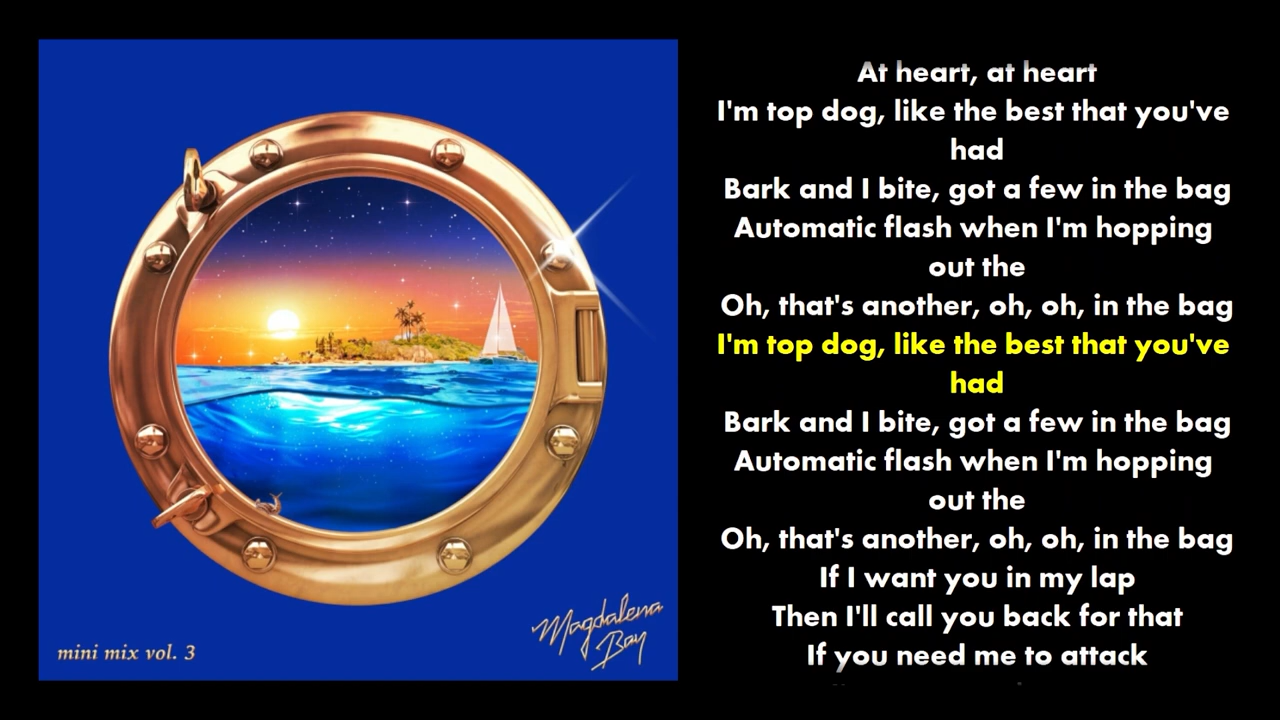 At heart, at heart
I'm top dog, like the best that you've
had
Bark and I bite, got a few in the bag
Automatic flash when I'm hopping
out the
Oh, that's another, oh, oh, in the bag
I'm top dog, like the best that you've
had
Bark and I bite, got a few in the bag
Automatic flash when I'm hopping
out the
Oh, that's another, oh, oh, in the bag
If I want you in my lap
Then I'll call you back for that
If you need me to attack
mini mix vol. 3
Magdalena
Bay